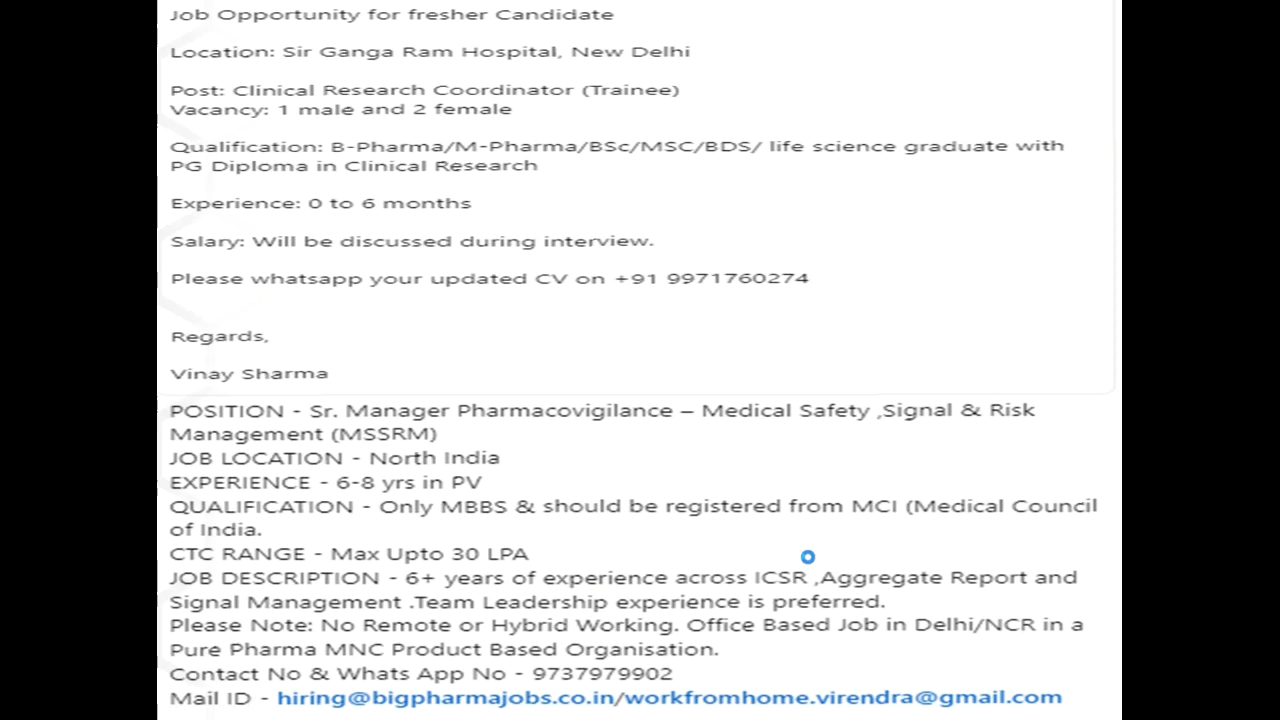 Job Opportunity for fresher Candidate
Location: Sir Ganga Ram Hospital, New Delhi
Post: Clinical Research Coordinator (Trainee)
Vacancy: 1 male and 2 female
Qualification: B-Pharma/M-Pharma/BSc/MSC/BDS/ life science graduate with
PG Diploma in Clinical Research
Experience: 0 to 6 months
Salary: Will be discussed during interview.
Please whatsapp your updated CV on +91 9971760274
Regards,
Vinay Sharma
POSITION - Sr. Manager Pharmacovigilance – Medical Safety ,Signal & Risk
Management (MSSRM)
JOB LOCATION - North India
EXPERIENCE - 6-8 yrs in PV
QUALIFICATION - Only MBBS & should be registered from MCI (Medical Council
of India.
CTC RANGE - Max Upto 30 LPA
JOB DESCRIPTION - 6+ years of experience across ICSR ,Aggregate Report and
Signal Management .Team Leadership experience is preferred.
Please Note: No Remote or Hybrid Working. Office Based Job in Delhi/NCR in a
Pure Pharma MNC Product Based Organisation.
Contact No & Whats App No - 9737979902
Mail ID - hiring@bigpharmajobs.co.in/workfromhome.virendra@gmail.com